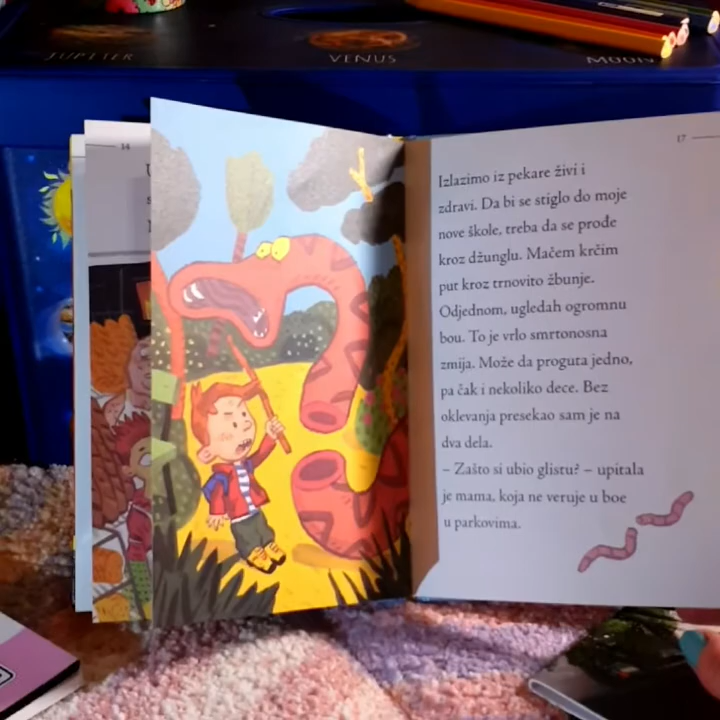 JUPITER
VENUS
MOON
14
17
Izlazimo iz pekare živi i
zdravi. Da bi se stiglo do moje
nove škole, treba da se prođe
kroz džunglu. Mačem krčim
put kroz trnovito žbunje.
Odjednom, ugledah ogromnu
bou. To je vrlo smrtonosna
zmija. Može da proguta jedno,
pa čak i nekoliko dece. Bez
oklevanja presekao sam je na
dva dela.
– Zašto si ubio glistu? – upitala
je mama, koja ne veruje u boe
u parkovima.